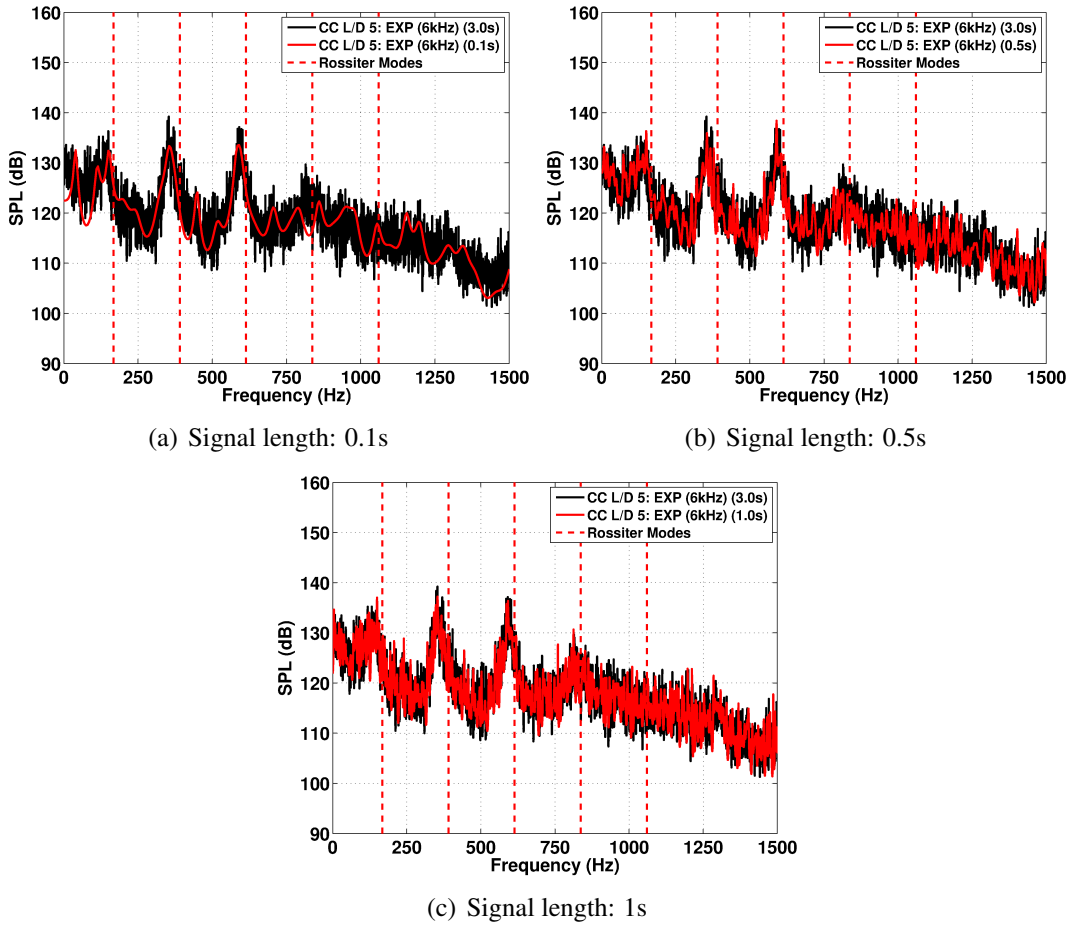 160
150
140
130
120
110
100
90
SPL (dB)
CC L/D 5: EXP (6kHz) (3.0s)
CC L/D 5: EXP (6kHz) (0.1s)
Rossiter Modes
0 250 500 750 1000 1250 1500
Frequency (Hz)
(a) Signal length: 0.1s
160
150
140
130
120
110
100
90
SPL (dB)
CC L/D 5: EXP (6kHz) (3.0s)
CC L/D 5: EXP (6kHz) (0.5s)
Rossiter Modes
0 250 500 750 1000 1250 1500
Frequency (Hz)
(b) Signal length: 0.5s
160
150
140
130
120
110
100
90
SPL (dB)
CC L/D 5: EXP (6kHz) (3.0s)
CC L/D 5: EXP (6kHz) (1.0s)
Rossiter Modes
0 250 500 750 1000 1250 1500
Frequency (Hz)
(c) Signal length: 1s